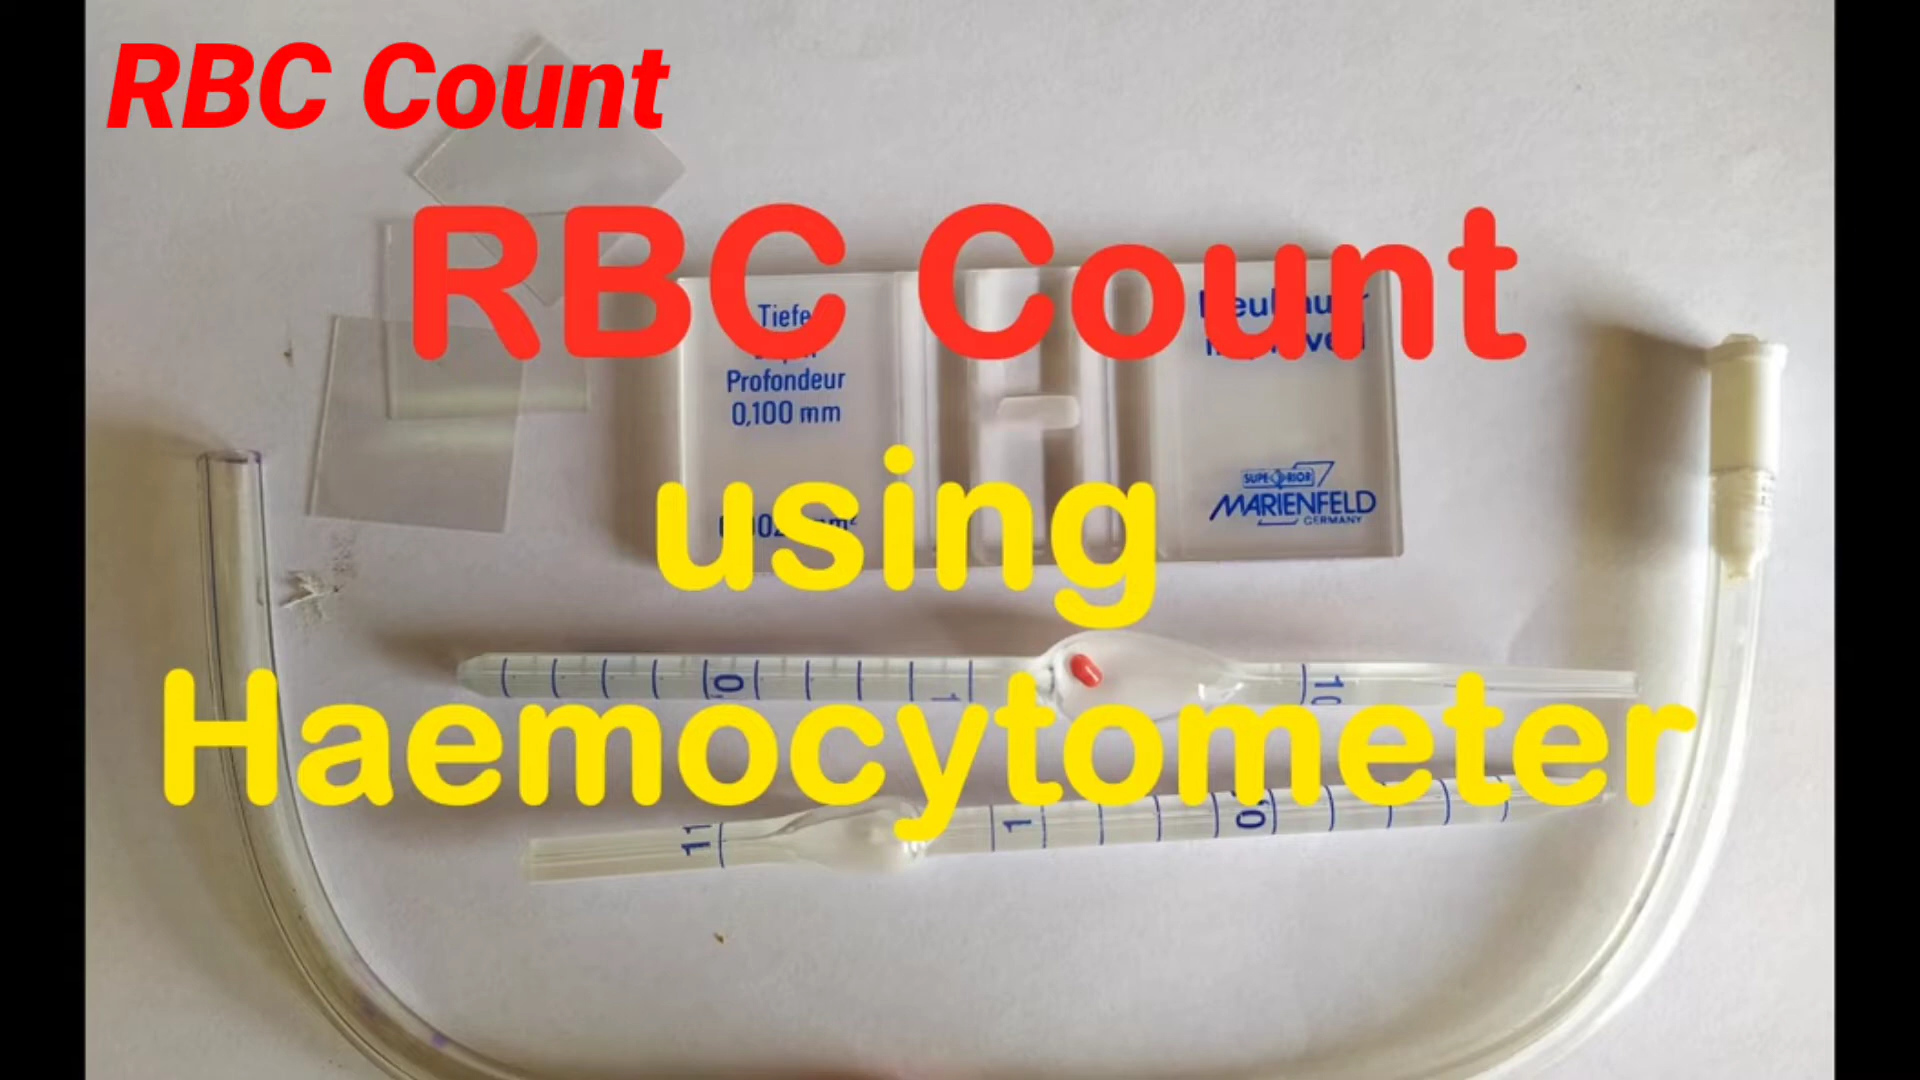 RBC Count
RBC Count
Tiefe
Profondeur
0,100 mm
SUPERIOR
MARIENFELD
GERMANY
using
0
1
10
Haemocytometer
11
1
0,